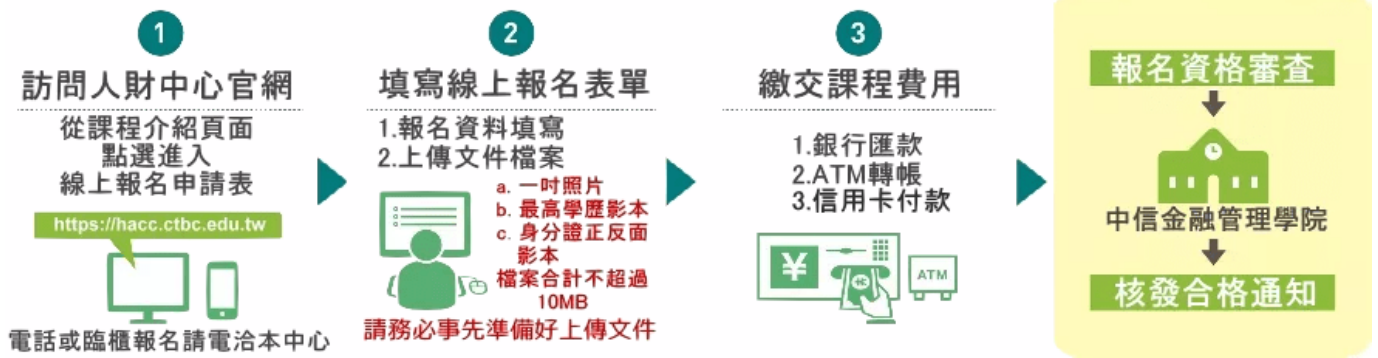 1
訪問人財中心官網
從課程介紹頁面
點選進入
線上報名申請表
https://hacc.ctbc.edu.tw
電話或臨櫃報名請電洽本中心
2
填寫線上報名表單
1.報名資料填寫
2.上傳文件檔案
a. 一吋照片
b. 最高學歷影本
c. 身分證正反面
影本
檔案合計不超過
10MB
請務必事先準備好上傳文件
3
繳交課程費用
1.銀行匯款
2.ATM轉帳
3.信用卡付款
¥
ATM
報名資格審查
中信金融管理學院
核發合格通知